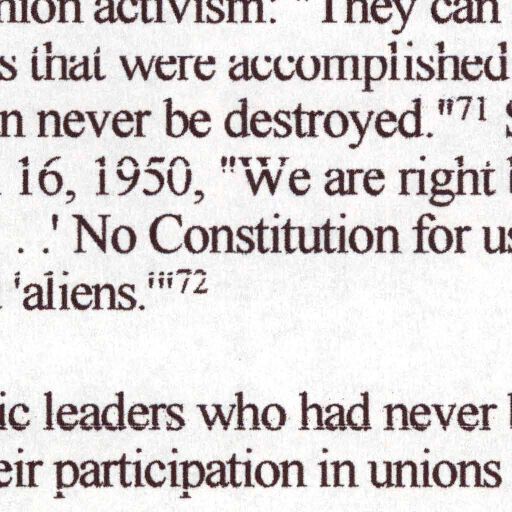 nion activism: "They can
s that were accomplished
n never be destroyed."71 S
16, 1950, "We are right
. .' No Constitution for us
'aliens.'"72
ic leaders who had never
eir participation in unions